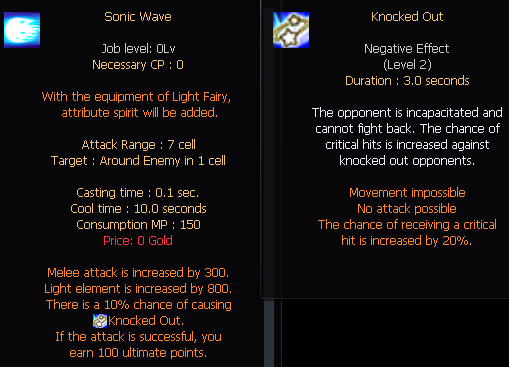 Sonic Wave
Job level: 0Lv
Necessary CP : 0
With the equipment of Light Fairy,
attribute spirit will be added.
Attack Range : 7 cell
Target : Around Enemy in 1 cell
Casting time : 0.1 sec.
Cool time : 10.0 seconds
Consumption MP : 150
Price: 0 Gold
Melee attack is increased by 300.
Light element is increased by 800.
There is a 10% chance of causing
Knocked Out.
If the attack is successful, you
earn 100 ultimate points.
Knocked Out
Negative Effect
(Level 2)
Duration : 3.0 seconds
The opponent is incapacitated and
cannot fight back. The chance of
critical hits is increased against
knocked out opponents.
Movement impossible
No attack possible
The chance of receiving a critical
hit is increased by 20%.